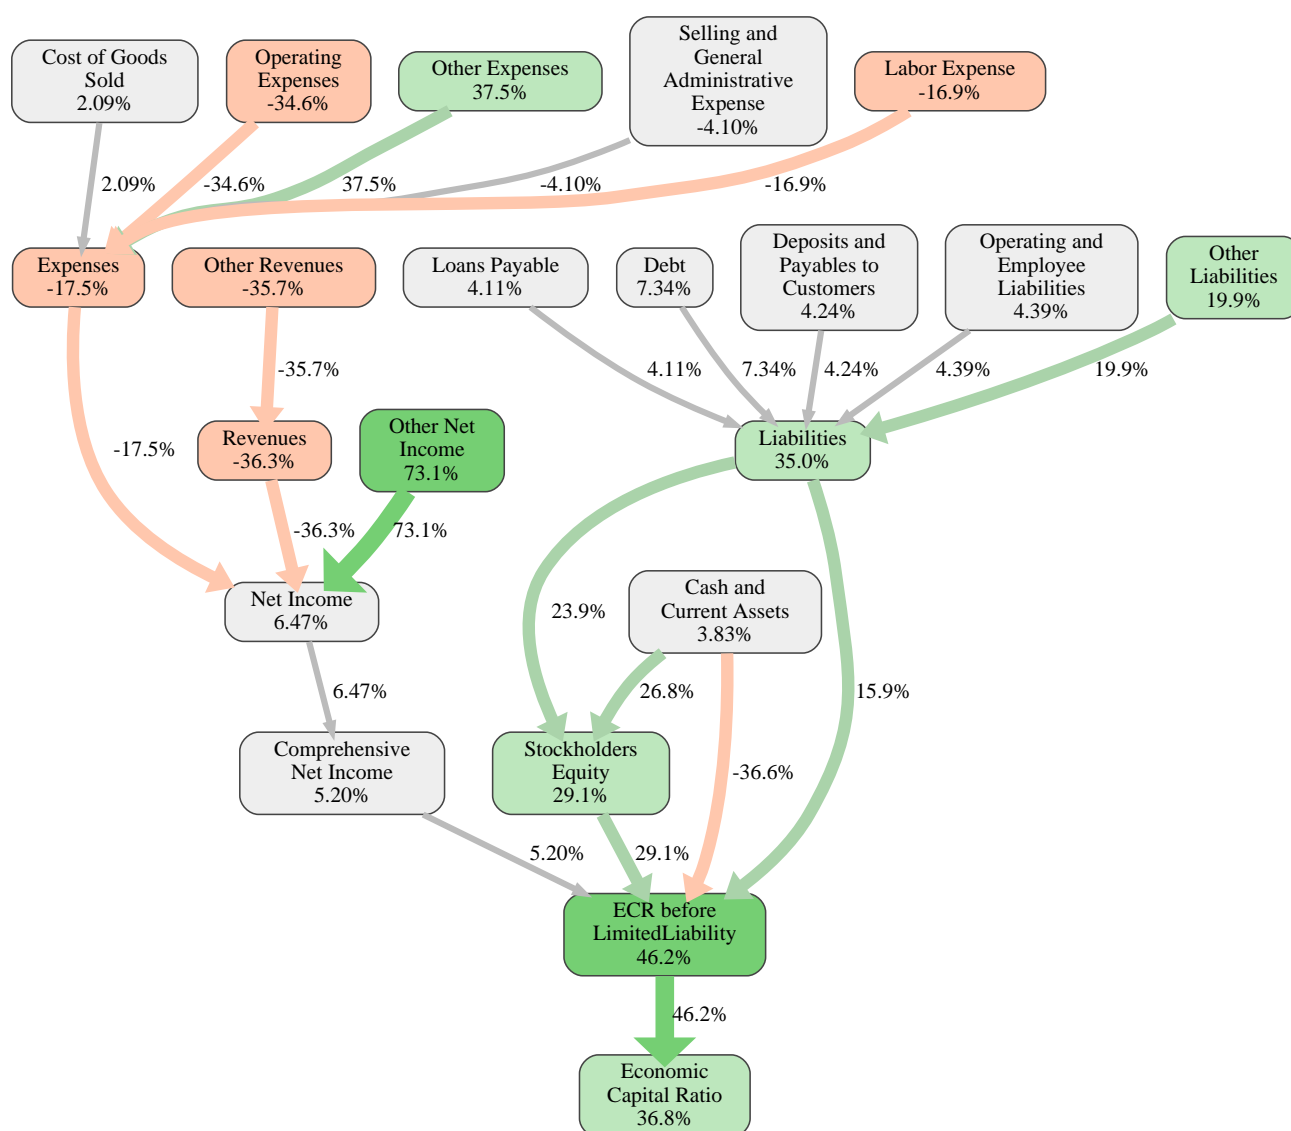 Cost of Goods
Sold
2.09%
Operating
Expenses
-34.6%
Other Expenses
37.5%
Selling and
General
Administrative
Expense
-4.10%
Labor Expense
-16.9%
2.09%
-34.6%
37.5%
-4.10%
-16.9%
Expenses
-17.5%
Other Revenues
-35.7%
Loans Payable
4.11%
Debt
7.34%
Deposits and
Payables to
Customers
4.24%
Operating and
Employee
Liabilities
4.39%
Other
Liabilities
19.9%
-35.7%
4.11%
7.34%
4.24%
4.39%
19.9%
-17.5%
Revenues
-36.3%
Other Net
Income
73.1%
Liabilities
35.0%
-36.3%
73.1%
Net Income
6.47%
23.9%
Cash and
Current Assets
3.83%
6.47%
26.8%
15.9%
Comprehensive
Net Income
5.20%
Stockholders
Equity
29.1%
-36.6%
5.20%
29.1%
ECR before
LimitedLiability
46.2%
46.2%
Economic
Capital Ratio
36.8%